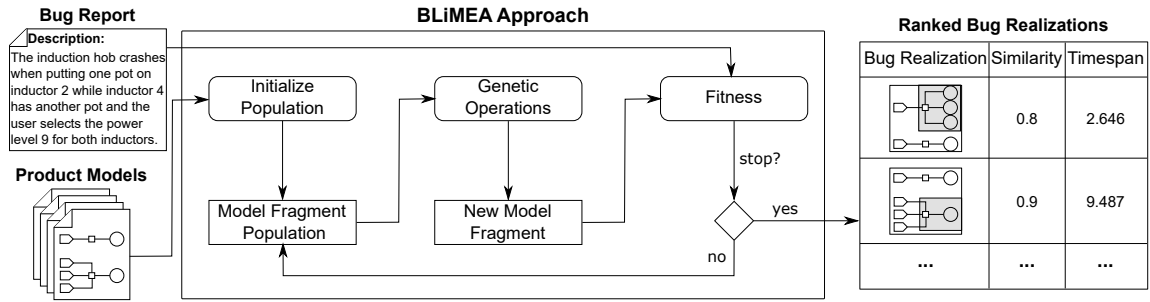 Bug Report
Description:
The induction hob crashes
when putting one pot on
inductor 2 while inductor 4
has another pot and the
user selects the power
level 9 for both inductors.
Product Models
BLiMEA Approach
Initialize
Population
Genetic
Operations
Fitness
Model Fragment
Population
New Model
Fragment
stop?
yes
no
Ranked Bug Realizations
Bug Realization Similarity Timespan
0.8 2.646
0.9 9.487
... ... ...